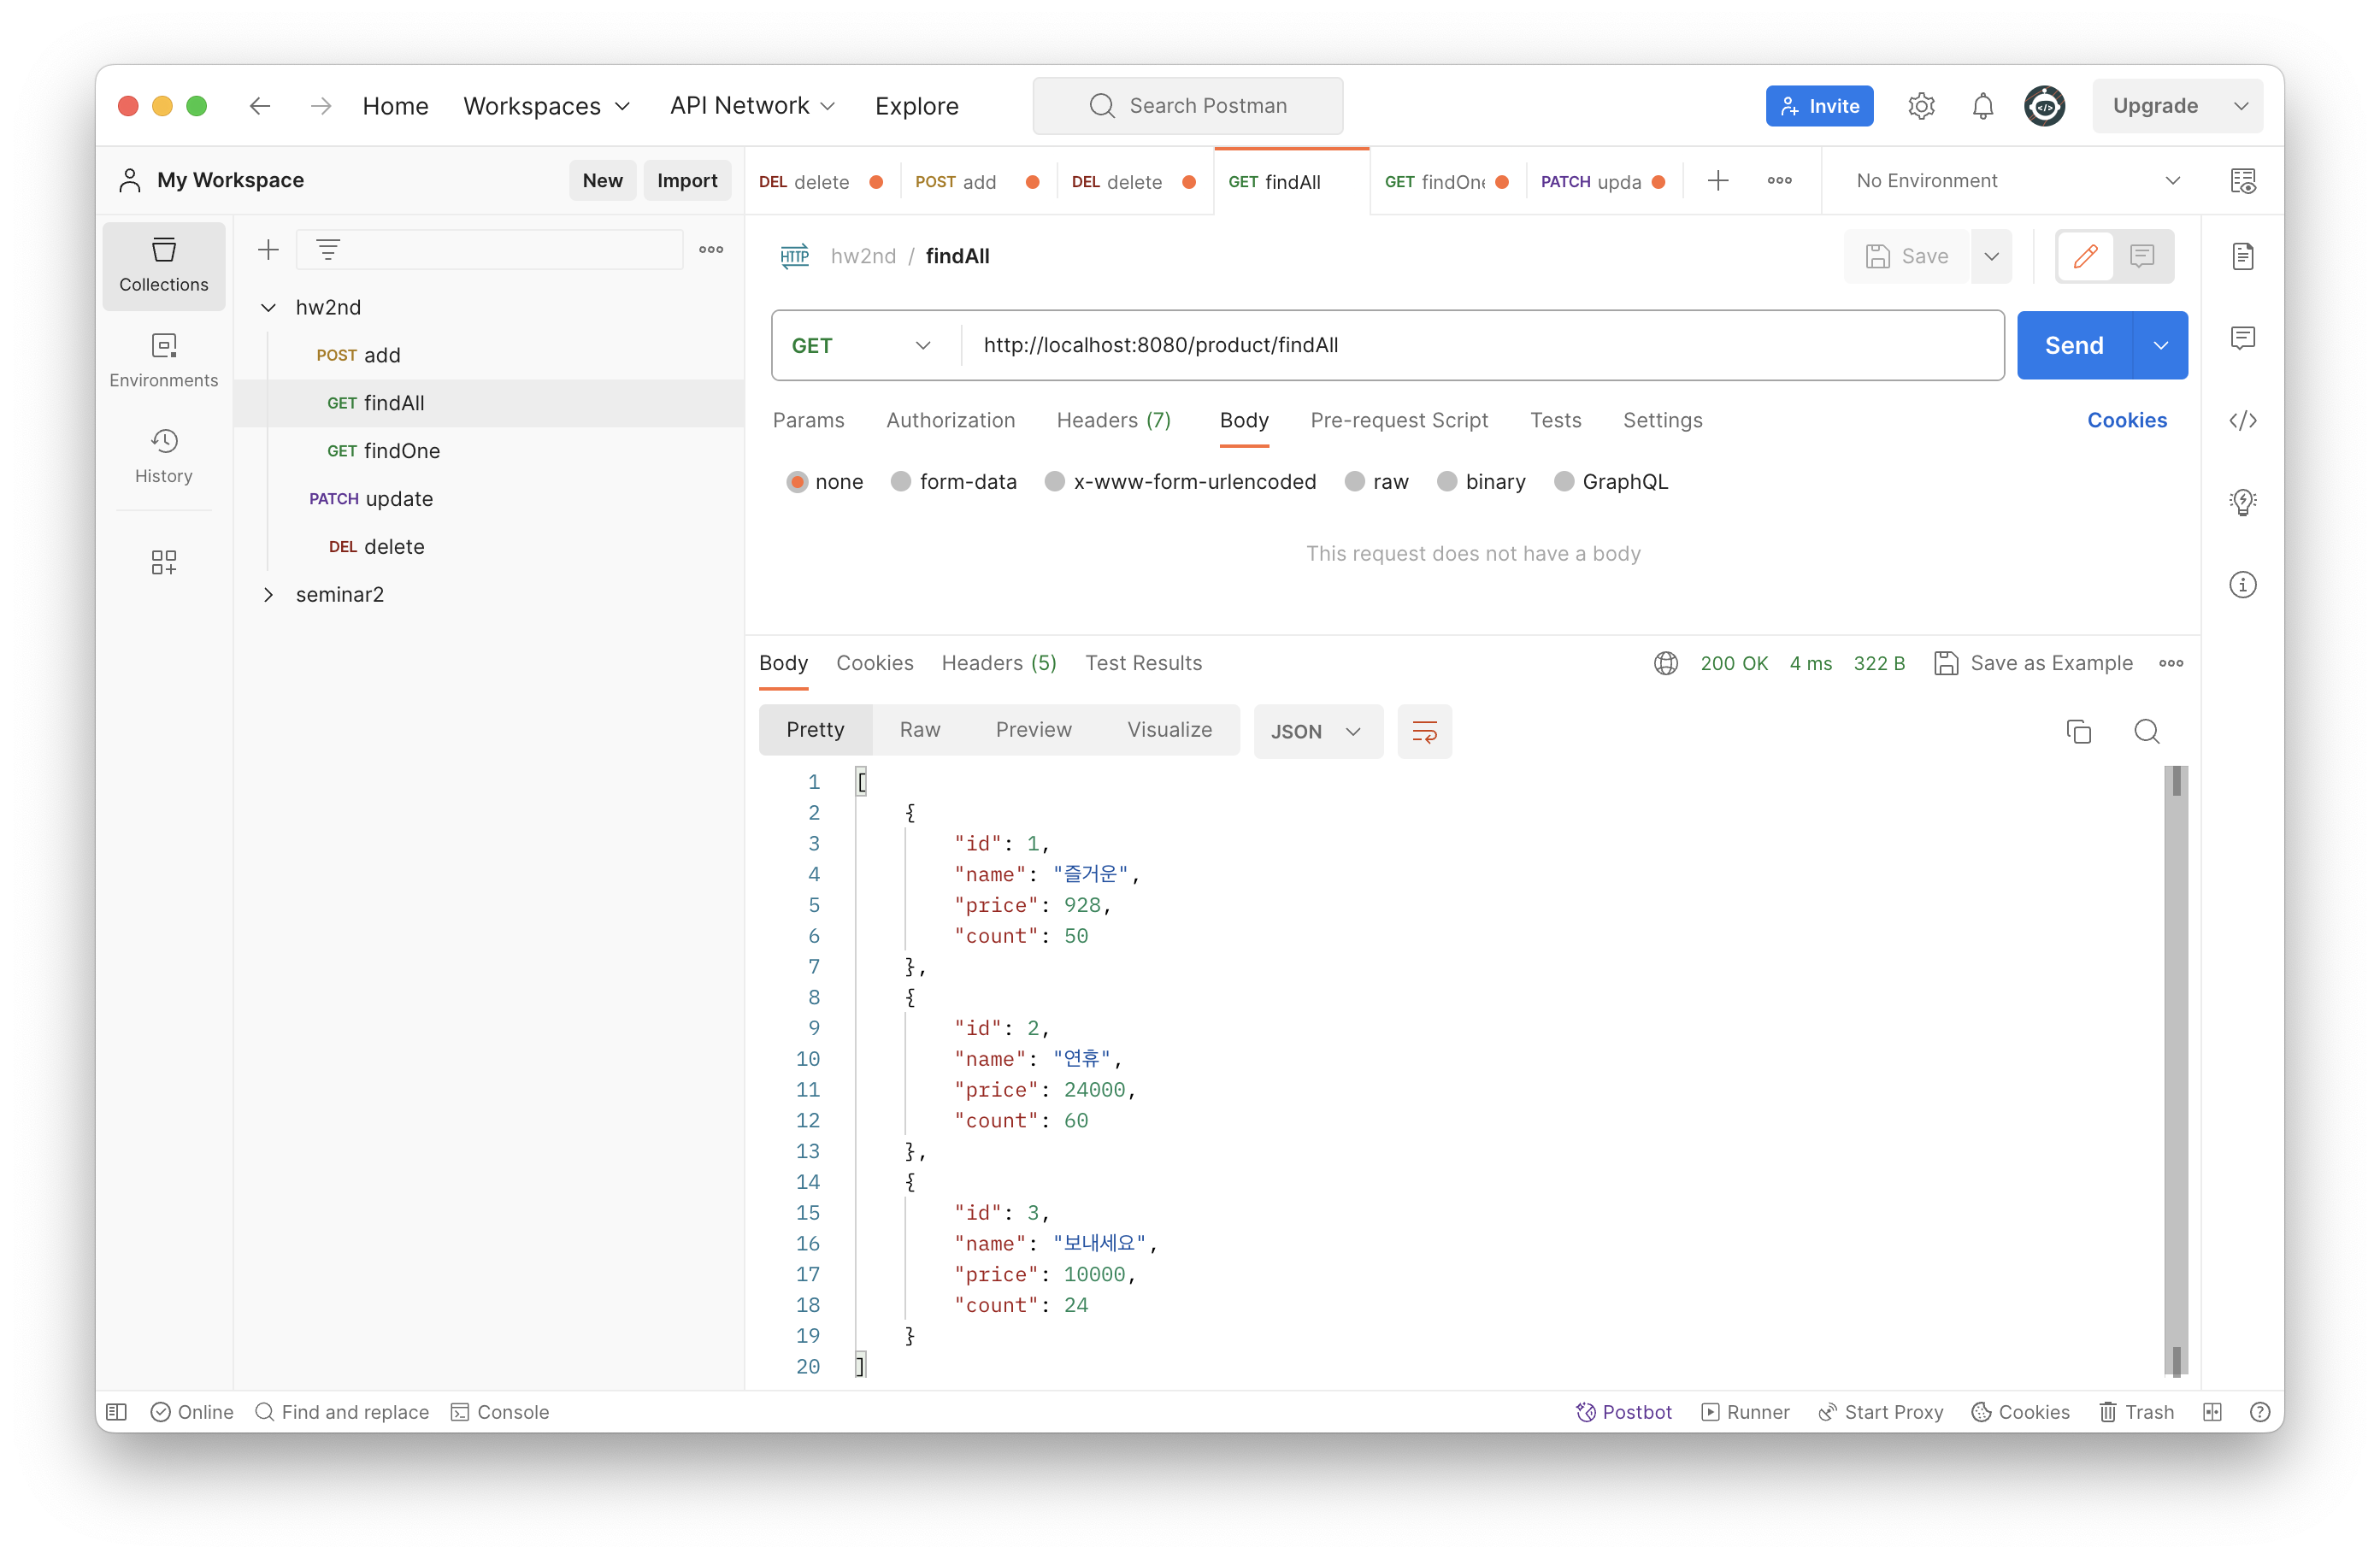 Home Workspaces API Network Explore Search Postman Invite Upgrade
My Workspace New Import DEL delete POST add DEL delete GET findAll GET findOne PATCH upda No Environment
Collections
Environments
History
hw2nd
POST add
GET findAll
GET findOne
PATCH update
DEL delete
seminar2
HTTP hw2nd / findAll Save
GET http://localhost:8080/product/findAll Send
Params Authorization Headers (7) Body Pre-request Script Tests Settings Cookies
none form-data x-www-form-urlencoded raw binary GraphQL
This request does not have a body
Body Cookies Headers (5) Test Results 200 OK 4 ms 322 B Save as Example
Pretty Raw Preview Visualize JSON
1 [
2 {
3 "id": 1,
4 "name": "즐거운",
5 "price": 928,
6 "count": 50
7 },
8 {
9 "id": 2,
10 "name": "연휴",
11 "price": 24000,
12 "count": 60
13 },
14 {
15 "id": 3,
16 "name": "보내세요",
17 "price": 10000,
18 "count": 24
19 }
20 ]
Online Find and replace Console Postbot Runner Start Proxy Cookies Trash